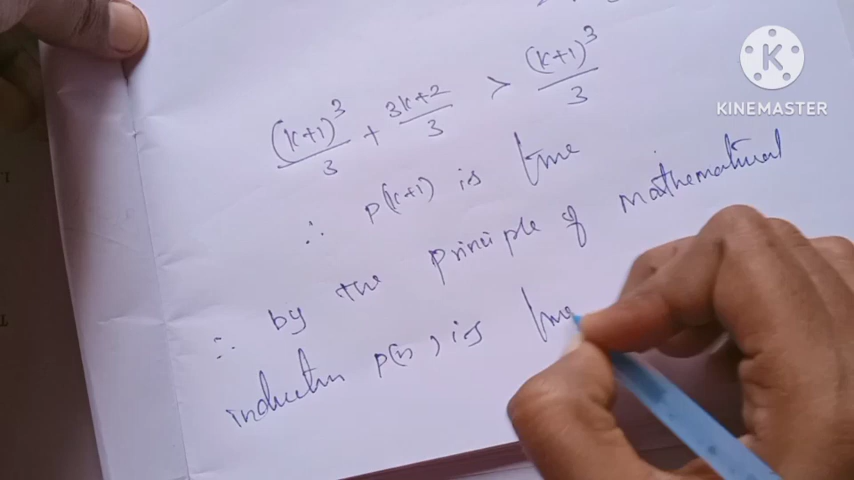 K
KINEMASTER
(k+1)^3/3 + 3k+2/3 > (k+1)^3/3
∴ p(k+1) is true
∴ by the principle of mathematical
induction p(n) is true